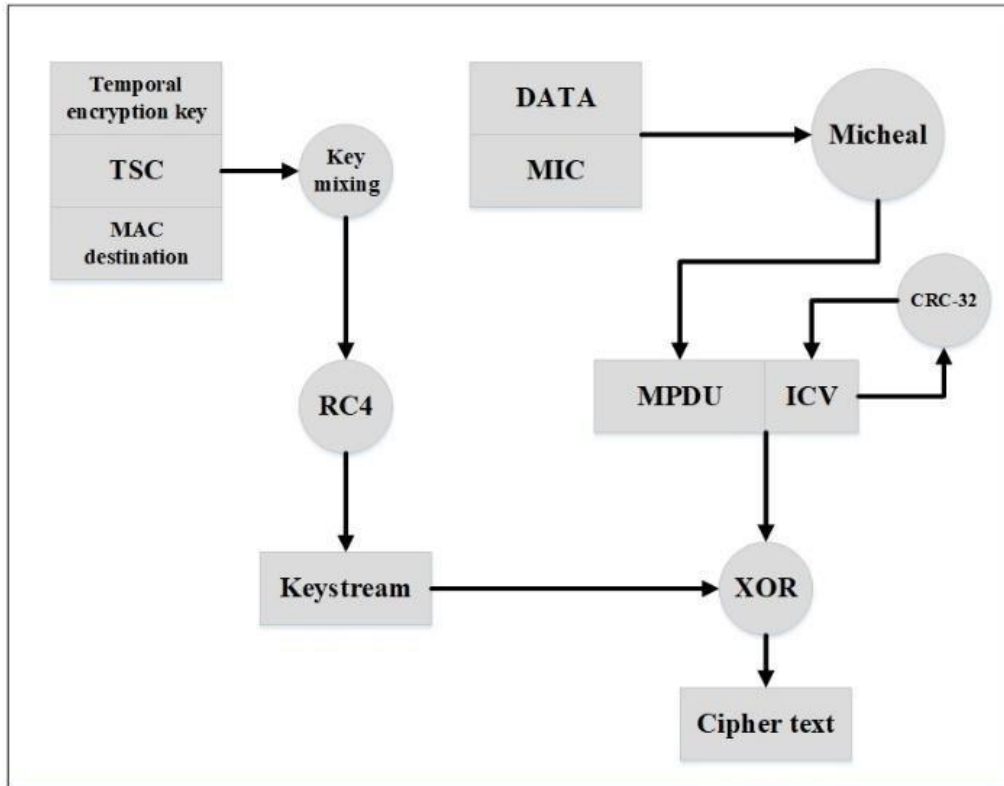 Temporal
encryption key
TSC
MAC
destination
Key
mixing
RC4
Keystream
DATA
MIC
Micheal
CRC-32
MPDU
ICV
XOR
Cipher text